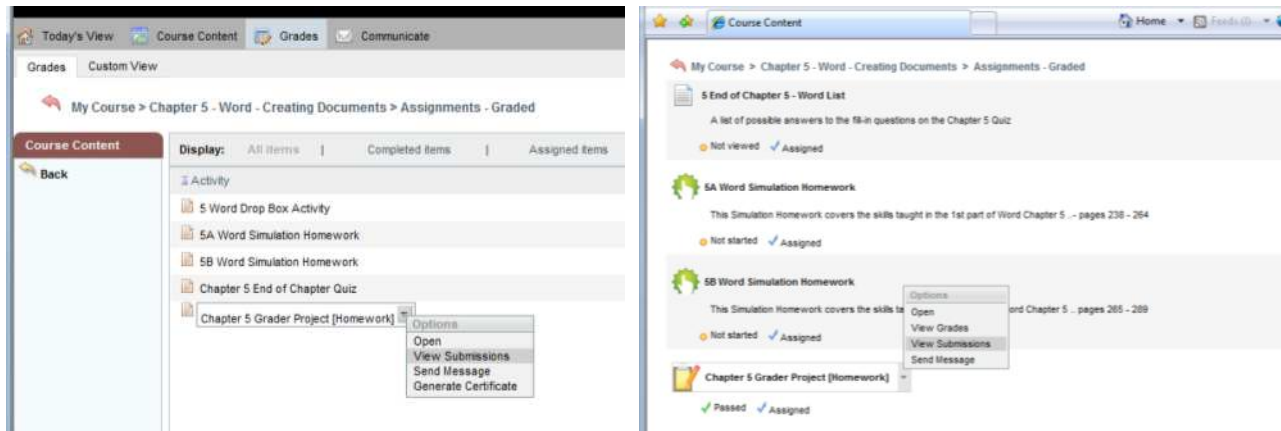 Today's View Course Content Grades Communicate
Grades Custom View
My Course > Chapter 5 - Word - Creating Documents > Assignments - Graded
Course Content
Back
Display: All Items | Completed items | Assigned items
Activity
5 Word Drop Box Activity
5A Word Simulation Homework
5B Word Simulation Homework
Chapter 5 End of Chapter Quiz
Chapter 5 Grader Project [Homework]
Options
Open
View Submissions
Send Message
Generate Certificate
Course Content Home Feeds (0)
My Course > Chapter 5 - Word - Creating Documents > Assignments - Graded
5 End of Chapter 5 - Word List
A list of possible answers to the fill-in questions on the Chapter 5 Quiz
Not viewed Assigned
5A Word Simulation Homework
This Simulation Homework covers the skills taught in the 1st part of Word Chapter 5 ..- pages 238 - 264
Not started Assigned
5B Word Simulation Homework
This Simulation Homework covers the skills ta ord Chapter 5 .. pages 265 - 289
Not started Assigned
Options
Open
View Grades
View Submissions
Send Message
Chapter 5 Grader Project [Homework]
Passed Assigned